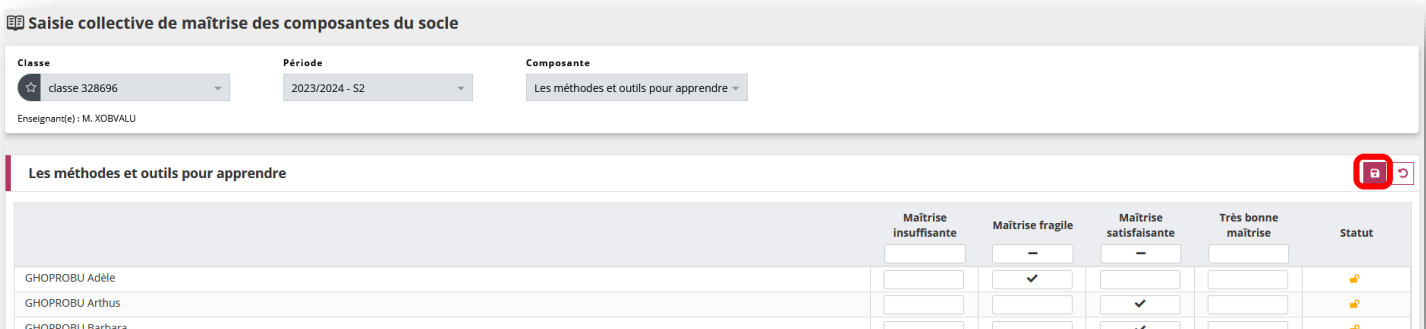 Saisie collective de maîtrise des composantes du socle
Classe
Période
Composante
classe 328696
2023/2024 - S2
Les méthodes et outils pour apprendre
Enseignant(e) : M. XOBVALU
Les méthodes et outils pour apprendre
Maîtrise insuffisante
Maîtrise fragile
Maîtrise satisfaisante
Très bonne maîtrise
Statut
GHOPROBU Adèle
GHOPROBU Arthus
GHOPROBU Barbara